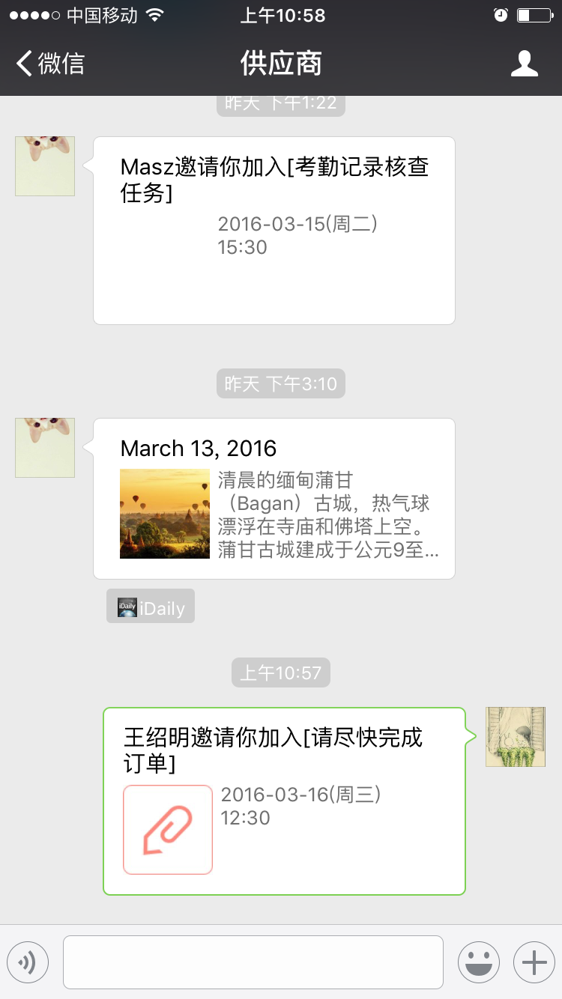 中国移动 上午10:58
微信 供应商
昨天 下午1:22
Masz邀请你加入[考勤记录核查
任务]
2016-03-15(周二)
15:30
昨天 下午3:10
March 13, 2016
清晨的缅甸蒲甘
（Bagan）古城，热气球
漂浮在寺庙和佛塔上空。
蒲甘古城建成于公元9至...
iDaily iDaily
上午10:57
王绍明邀请你加入[请尽快完成
订单]
2016-03-16(周三)
12:30